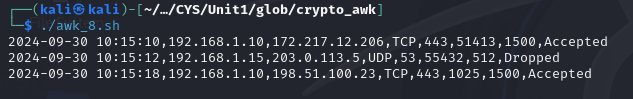 ┌──(kali㉿kali)-[~/…/CYS/Unit1/glob/crypto_awk]
└─$ ./awk_8.sh
2024-09-30 10:15:10,192.168.1.10,172.217.12.206,TCP,443,51413,1500,Accepted
2024-09-30 10:15:12,192.168.1.15,203.0.113.5,UDP,53,55432,512,Dropped
2024-09-30 10:15:18,192.168.1.10,198.51.100.23,TCP,443,1025,1500,Accepted